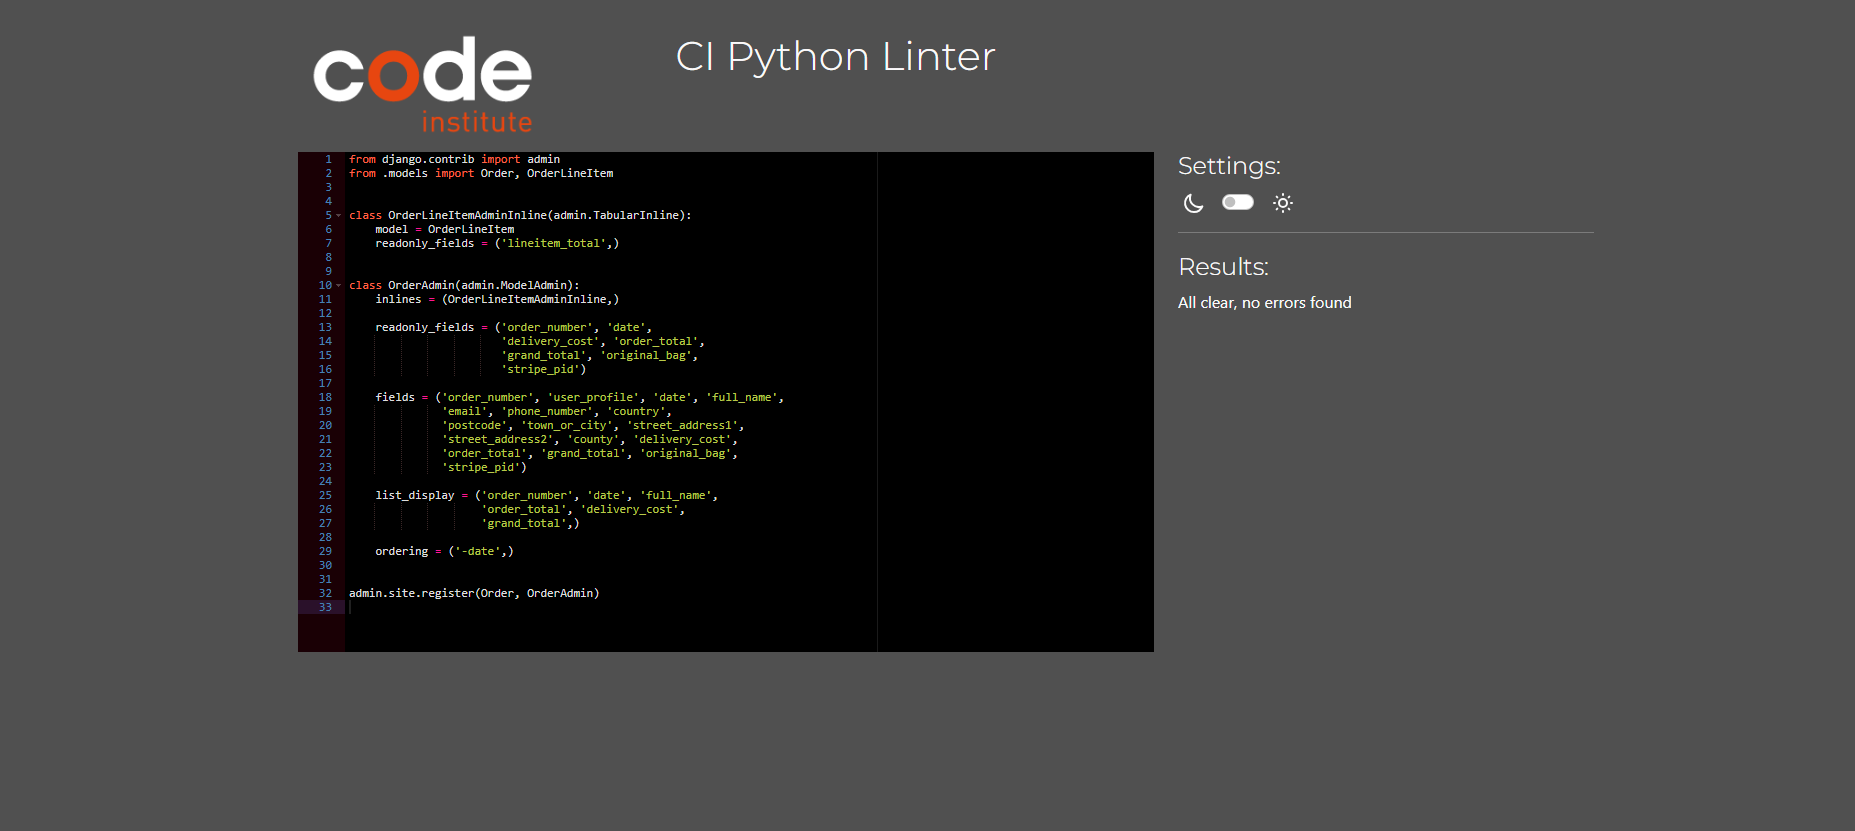 code
institute
CI Python Linter
1 from django.contrib import admin
2 from .models import Order, OrderLineItem
3
4
5 class OrderLineItemAdminInline(admin.TabularInline):
6     model = OrderLineItem
7     readonly_fields = ('lineitem_total',)
8
9
10 class OrderAdmin(admin.ModelAdmin):
11     inlines = (OrderLineItemAdminInline,)
12
13     readonly_fields = ('order_number', 'date',
14                        'delivery_cost', 'order_total',
15                        'grand_total', 'original_bag',
16                        'stripe_pid')
17
18     fields = ('order_number', 'user_profile', 'date', 'full_name',
19               'email', 'phone_number', 'country',
20               'postcode', 'town_or_city', 'street_address1',
21               'street_address2', 'county', 'delivery_cost',
22               'order_total', 'grand_total', 'original_bag',
23               'stripe_pid')
24
25     list_display = ('order_number', 'date', 'full_name',
26                     'order_total', 'delivery_cost',
27                     'grand_total',)
28
29     ordering = ('-date',)
30
31
32 admin.site.register(Order, OrderAdmin)
33
Settings:
Results:
All clear, no errors found